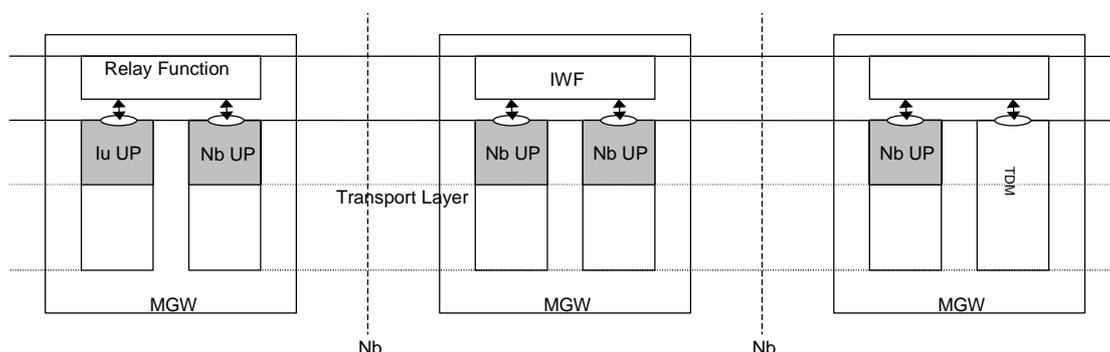 Relay Function
IWF
Iu UP
Nb UP
Nb UP
Nb UP
Nb UP
TDM
Transport Layer
MGW
MGW
MGW
Nb
Nb